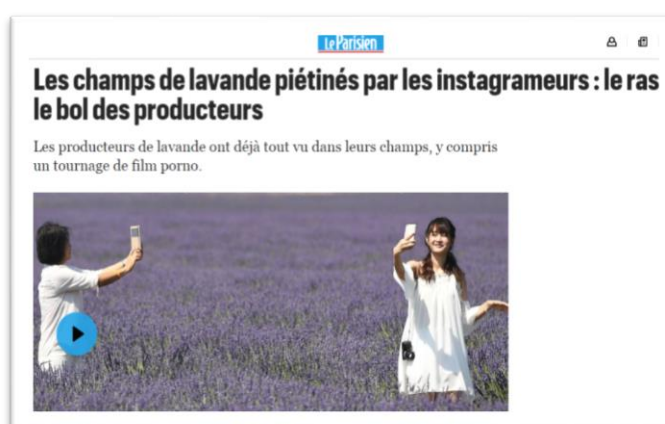 Le Parisien
Les champs de lavande piétinés par les instagrameurs : le ras
le bol des producteurs
Les producteurs de lavande ont déjà tout vu dans leurs champs, y compris
un tournage de film porno.